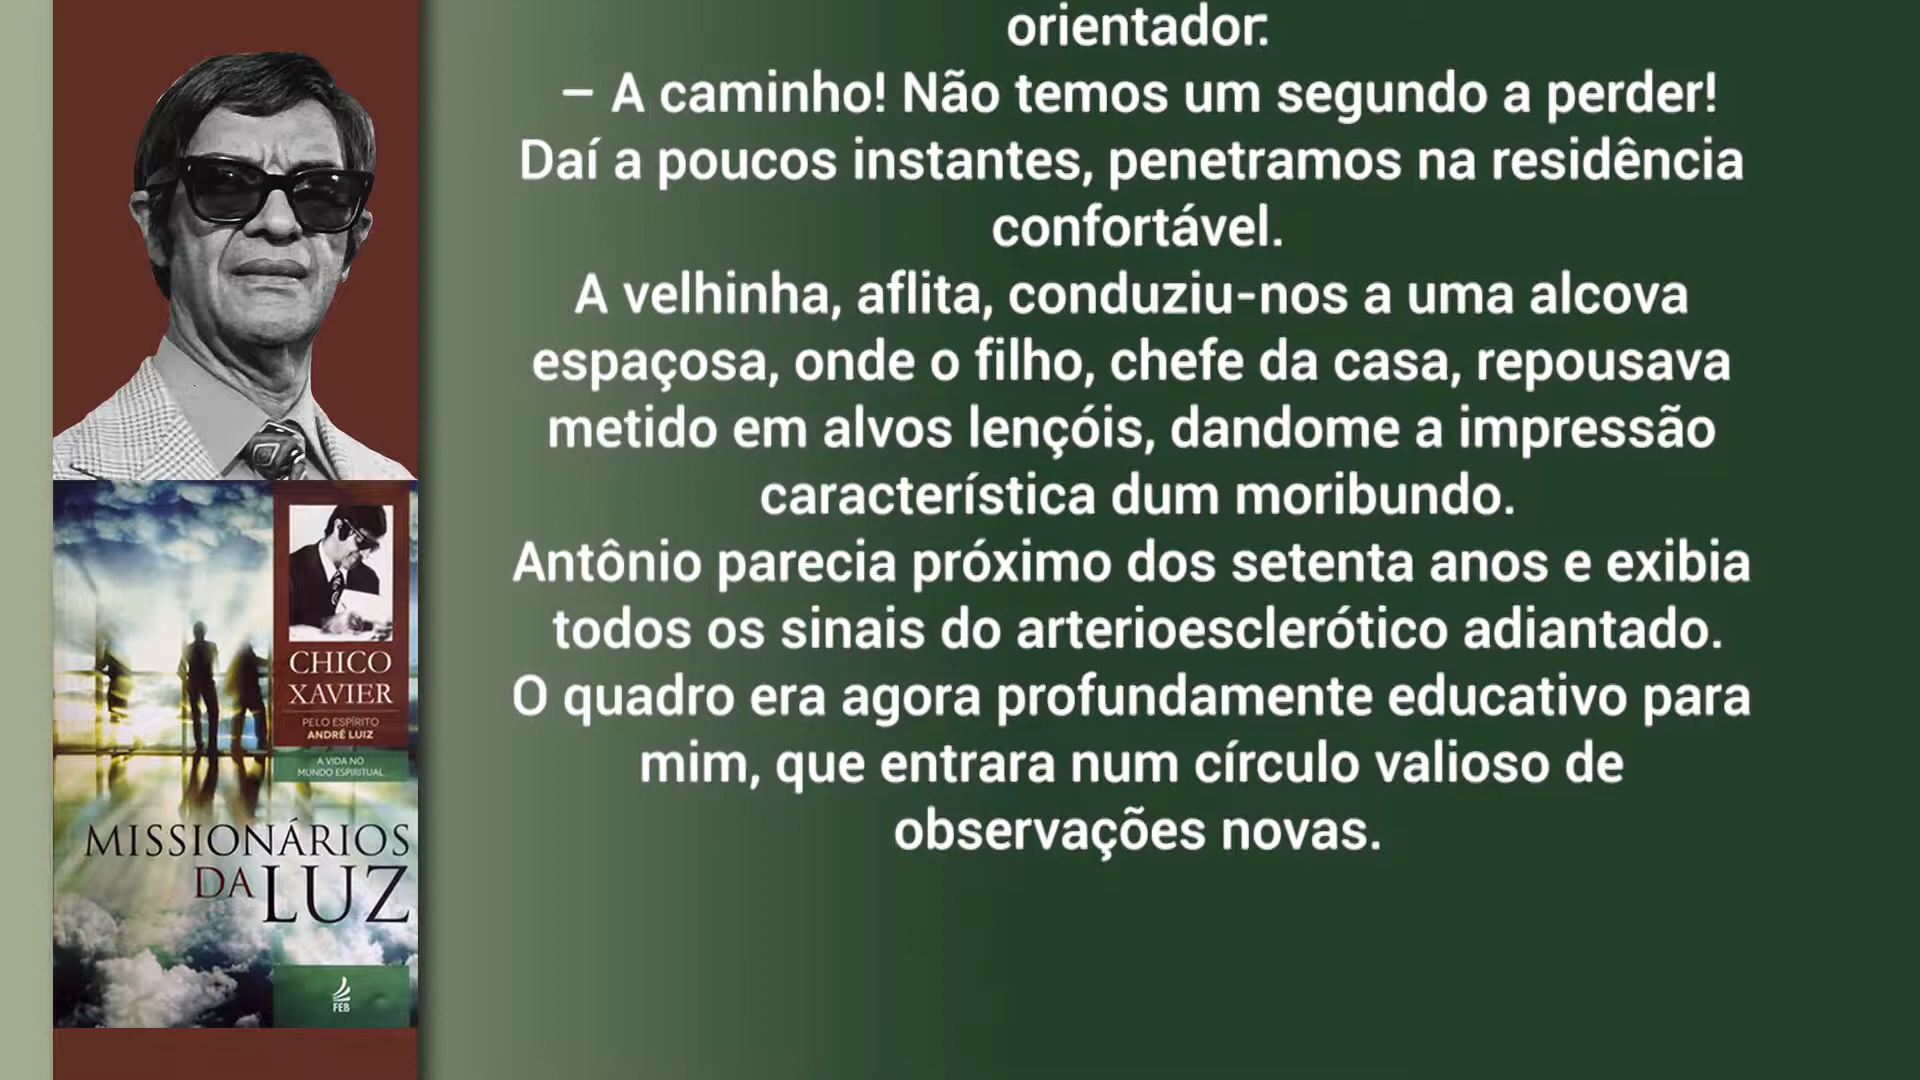 orientador:
– A caminho! Não temos um segundo a perder!
Daí a poucos instantes, penetramos na residência
confortável.
A velhinha, aflita, conduziu-nos a uma alcova
espaçosa, onde o filho, chefe da casa, repousava
metido em alvos lençóis, dandome a impressão
característica dum moribundo.
Antônio parecia próximo dos setenta anos e exibia
todos os sinais do arterioesclerótico adiantado.
O quadro era agora profundamente educativo para
mim, que entrara num círculo valioso de
observações novas.
CHICO
XAVIER
PELO ESPÍRITO
ANDRÉ LUIZ
A VIDA NO
MUNDO ESPIRITUAL
MISSIONÁRIOS
DA LUZ
FEB